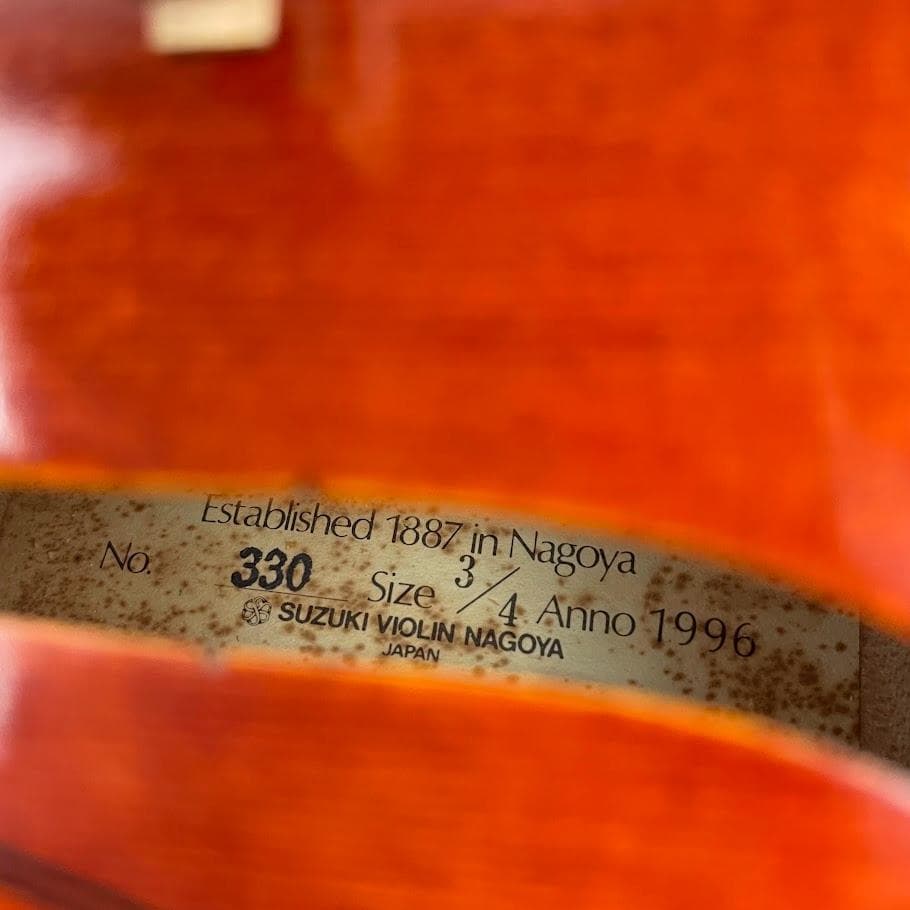 Established 1887 in Nagoya
No. 330 Size 3/4 Anno 1996
SUZUKI VIOLIN NAGOYA
JAPAN